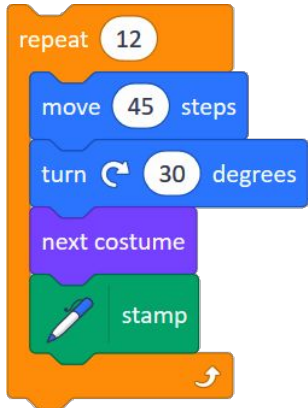 repeat 12
move 45 steps
turn 30 degrees
next costume
stamp